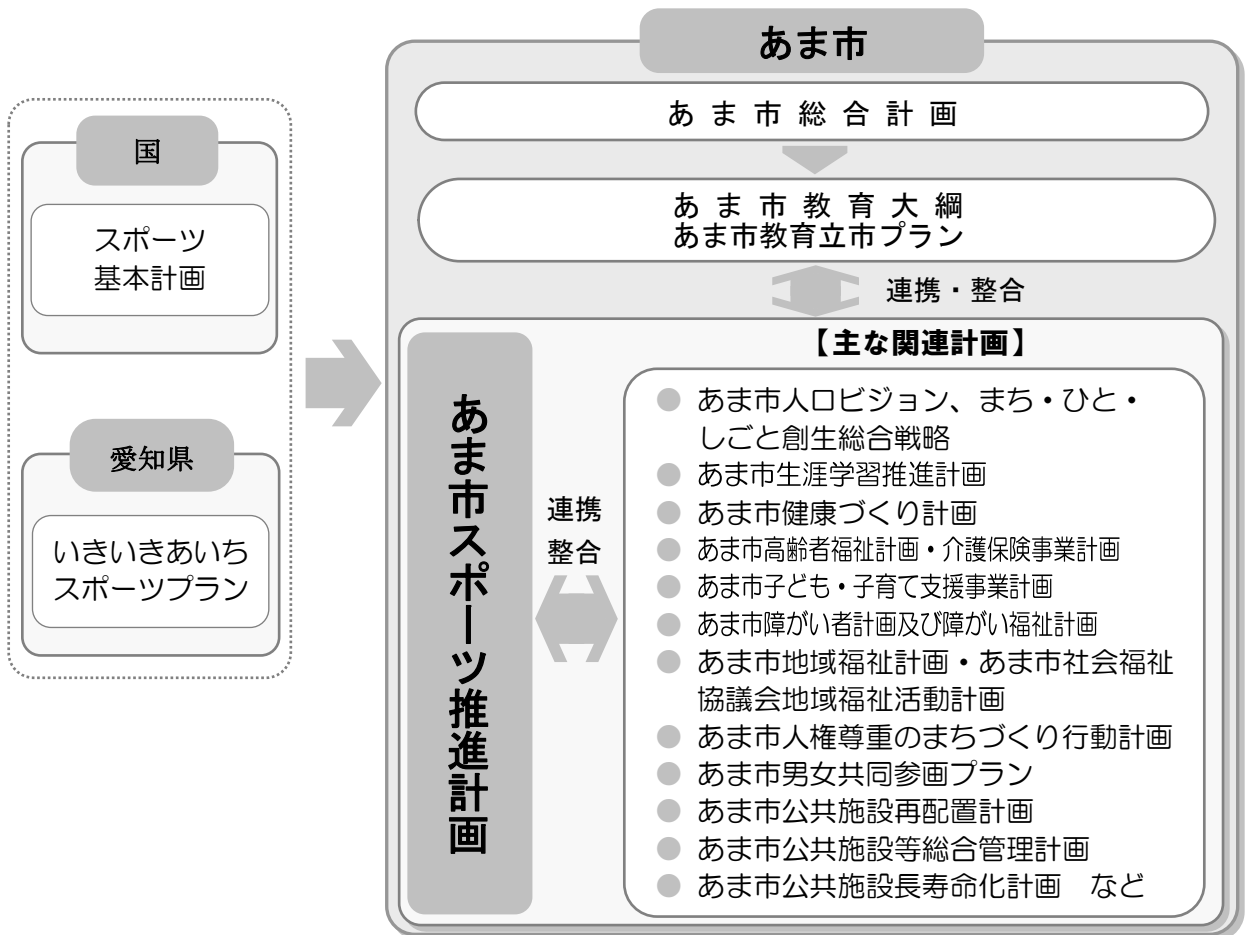 国
スポーツ
基本計画
愛知県
いきいきあいち
スポーツプラン
あま市
あま市総合計画
あま市教育大綱
あま市教育立市プラン
連携・整合
あま市スポーツ推進計画
連携
整合
【主な関連計画】
● あま市人口ビジョン、まち・ひと・
しごと創生総合戦略
● あま市生涯学習推進計画
● あま市健康づくり計画
● あま市高齢者福祉計画・介護保険事業計画
● あま市子ども・子育て支援事業計画
● あま市障がい者計画及び障がい福祉計画
● あま市地域福祉計画・あま市社会福祉
協議会地域福祉活動計画
● あま市人権尊重のまちづくり行動計画
● あま市男女共同参画プラン
● あま市公共施設再配置計画
● あま市公共施設等総合管理計画
● あま市公共施設長寿命化計画　など